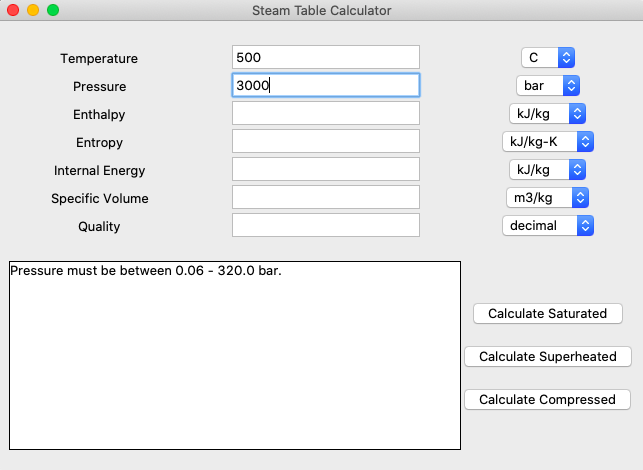 Steam Table Calculator
Temperature 500 C
Pressure 3000 bar
Enthalpy kJ/kg
Entropy kJ/kg-K
Internal Energy kJ/kg
Specific Volume m3/kg
Quality decimal
Pressure must be between 0.06 - 320.0 bar.
Calculate Saturated
Calculate Superheated
Calculate Compressed